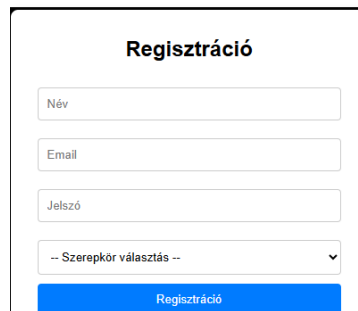 Regisztráció
Név
Email
Jelszó
-- Szerepkör választás --
Regisztráció